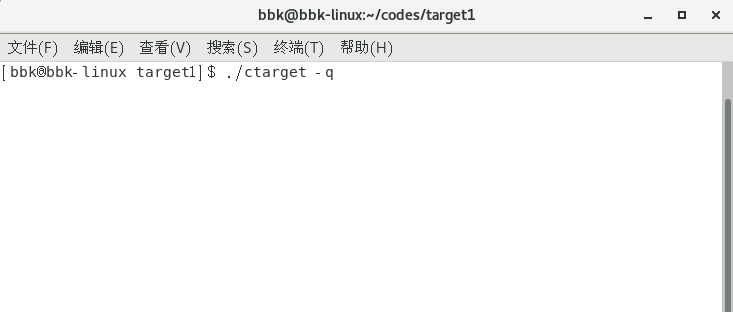 bbk@bbk-linux:~/codes/target1
文件(F) 编辑(E) 查看(V) 搜索(S) 终端(T) 帮助(H)
[bbk@bbk-linux target1]$ ./ctarget -q